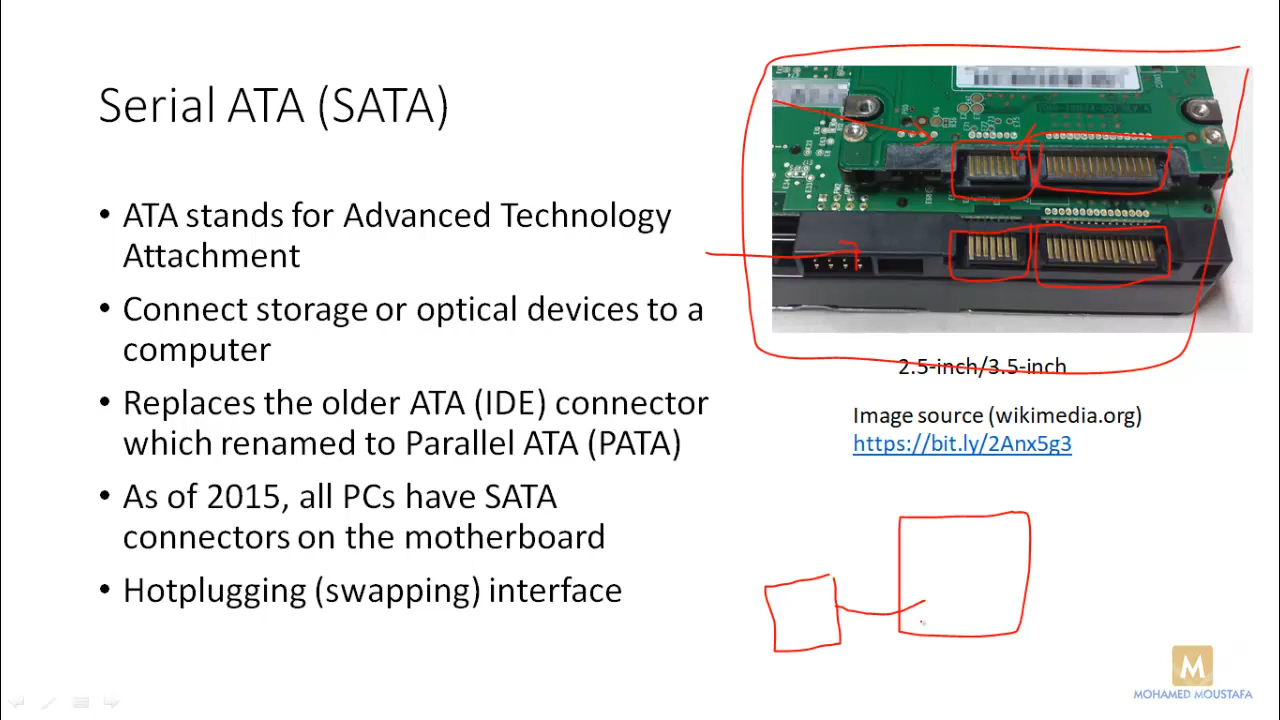 Serial ATA (SATA)
• ATA stands for Advanced Technology
Attachment
• Connect storage or optical devices to a
computer
• Replaces the older ATA (IDE) connector
which renamed to Parallel ATA (PATA)
• As of 2015, all PCs have SATA
connectors on the motherboard
• Hotplugging (swapping) interface
2.5-inch/3.5-inch
Image source (wikimedia.org)
https://bit.ly/2Anx5g3
M
MOHAMED MOUSTAFA